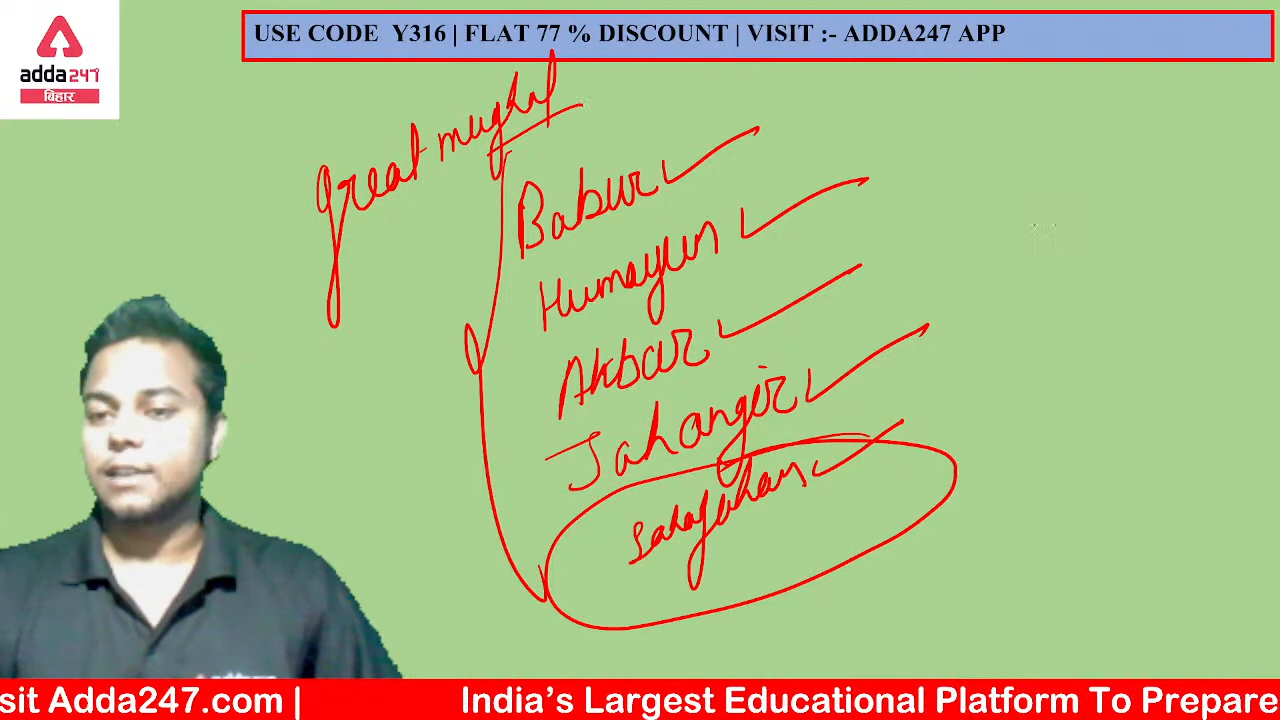 USE CODE Y316 | FLAT 77 % DISCOUNT | VISIT :- ADDA247 APP
adda247
बिहार
Great mughal
Babur
Humayun
Akbar
Jahangir
Sahajahan
sit Adda247.com | India's Largest Educational Platform To Prepare